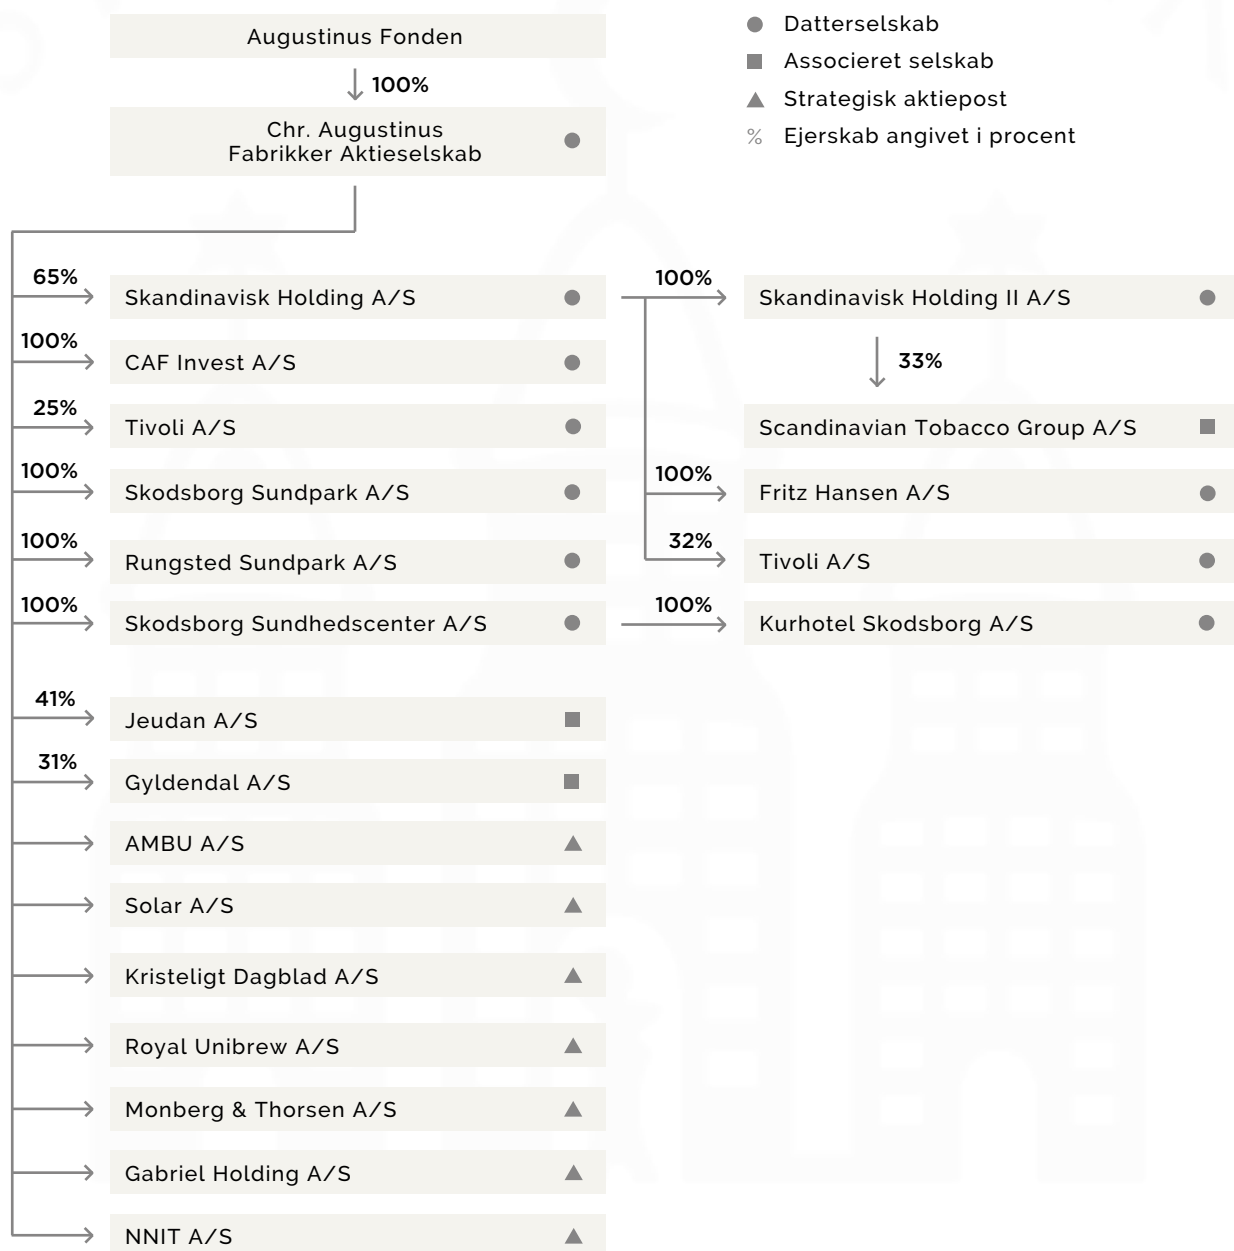 Augustinus Fonden
100%
Chr. Augustinus
Fabrikker Aktieselskab
Datterselskab
Associeret selskab
Strategisk aktiepost
% Ejerskab angivet i procent
65%
Skandinavisk Holding A/S
100%
CAF Invest A/S
25%
Tivoli A/S
100%
Skodsborg Sundpark A/S
100%
Rungsted Sundpark A/S
100%
Skodsborg Sundhedscenter A/S
41%
Jeudan A/S
31%
Gyldendal A/S
AMBU A/S
Solar A/S
Kristeligt Dagblad A/S
Royal Unibrew A/S
Monberg & Thorsen A/S
Gabriel Holding A/S
NNIT A/S
100%
Skandinavisk Holding II A/S
33%
Scandinavian Tobacco Group A/S
100%
Fritz Hansen A/S
32%
Tivoli A/S
100%
Kurhotel Skodsborg A/S